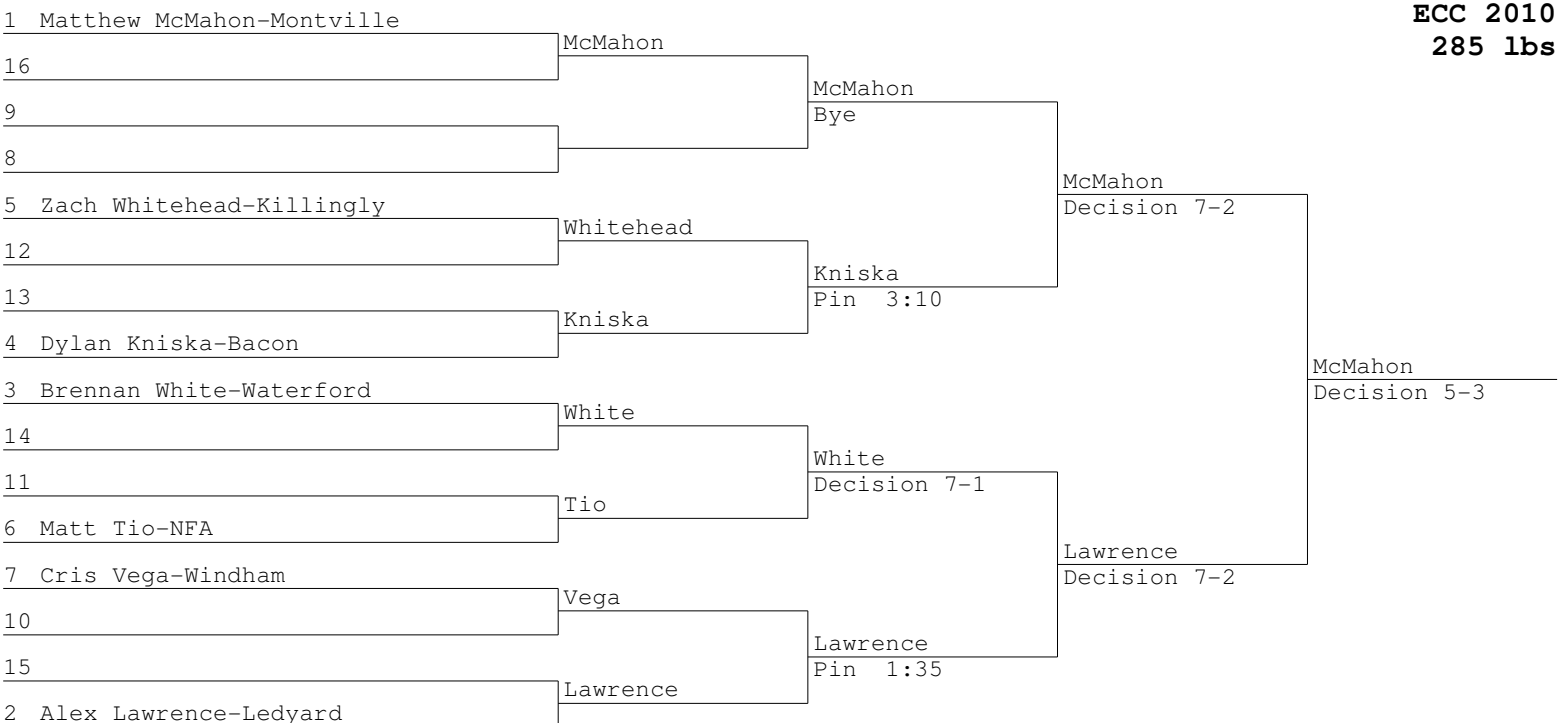 ECC 2010
285 lbs
1 Matthew McMahon-Montville
McMahon
16
McMahon
Bye
9
8
McMahon
Decision 7-2
5 Zach Whitehead-Killingly
Whitehead
12
Kniska
Pin 3:10
13
Kniska
4 Dylan Kniska-Bacon
McMahon
Decision 5-3
3 Brennan White-Waterford
White
14
White
Decision 7-1
11
Tio
6 Matt Tio-NFA
Lawrence
Decision 7-2
7 Cris Vega-Windham
Vega
10
Lawrence
Pin 1:35
15
Lawrence
2 Alex Lawrence-Ledyard